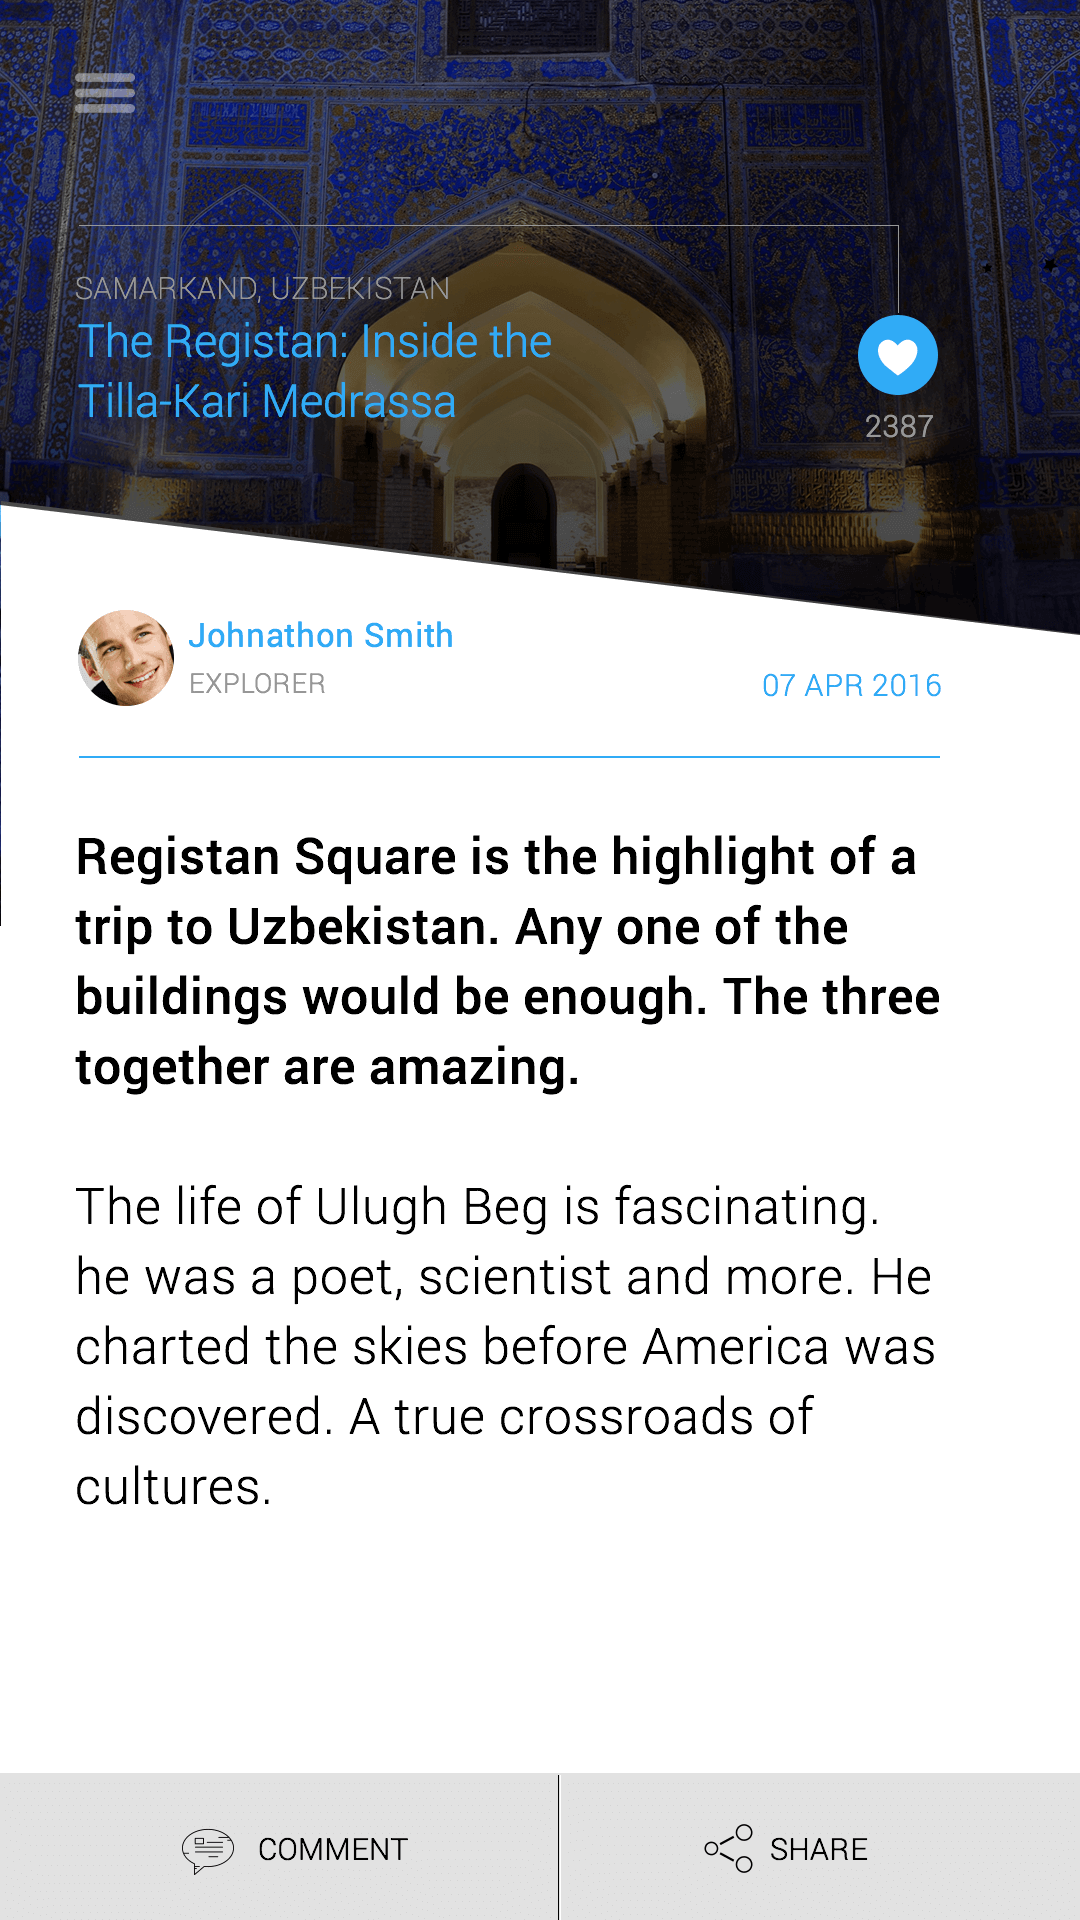 SAMARKAND, UZBEKISTAN
The Registan: Inside the
Tilla-Kari Medrassa
2387
Johnathon Smith
EXPLORER
07 APR 2016
Registan Square is the highlight of a
trip to Uzbekistan. Any one of the
buildings would be enough. The three
together are amazing.
The life of Ulugh Beg is fascinating.
he was a poet, scientist and more. He
charted the skies before America was
discovered. A true crossroads of
cultures.
COMMENT
SHARE